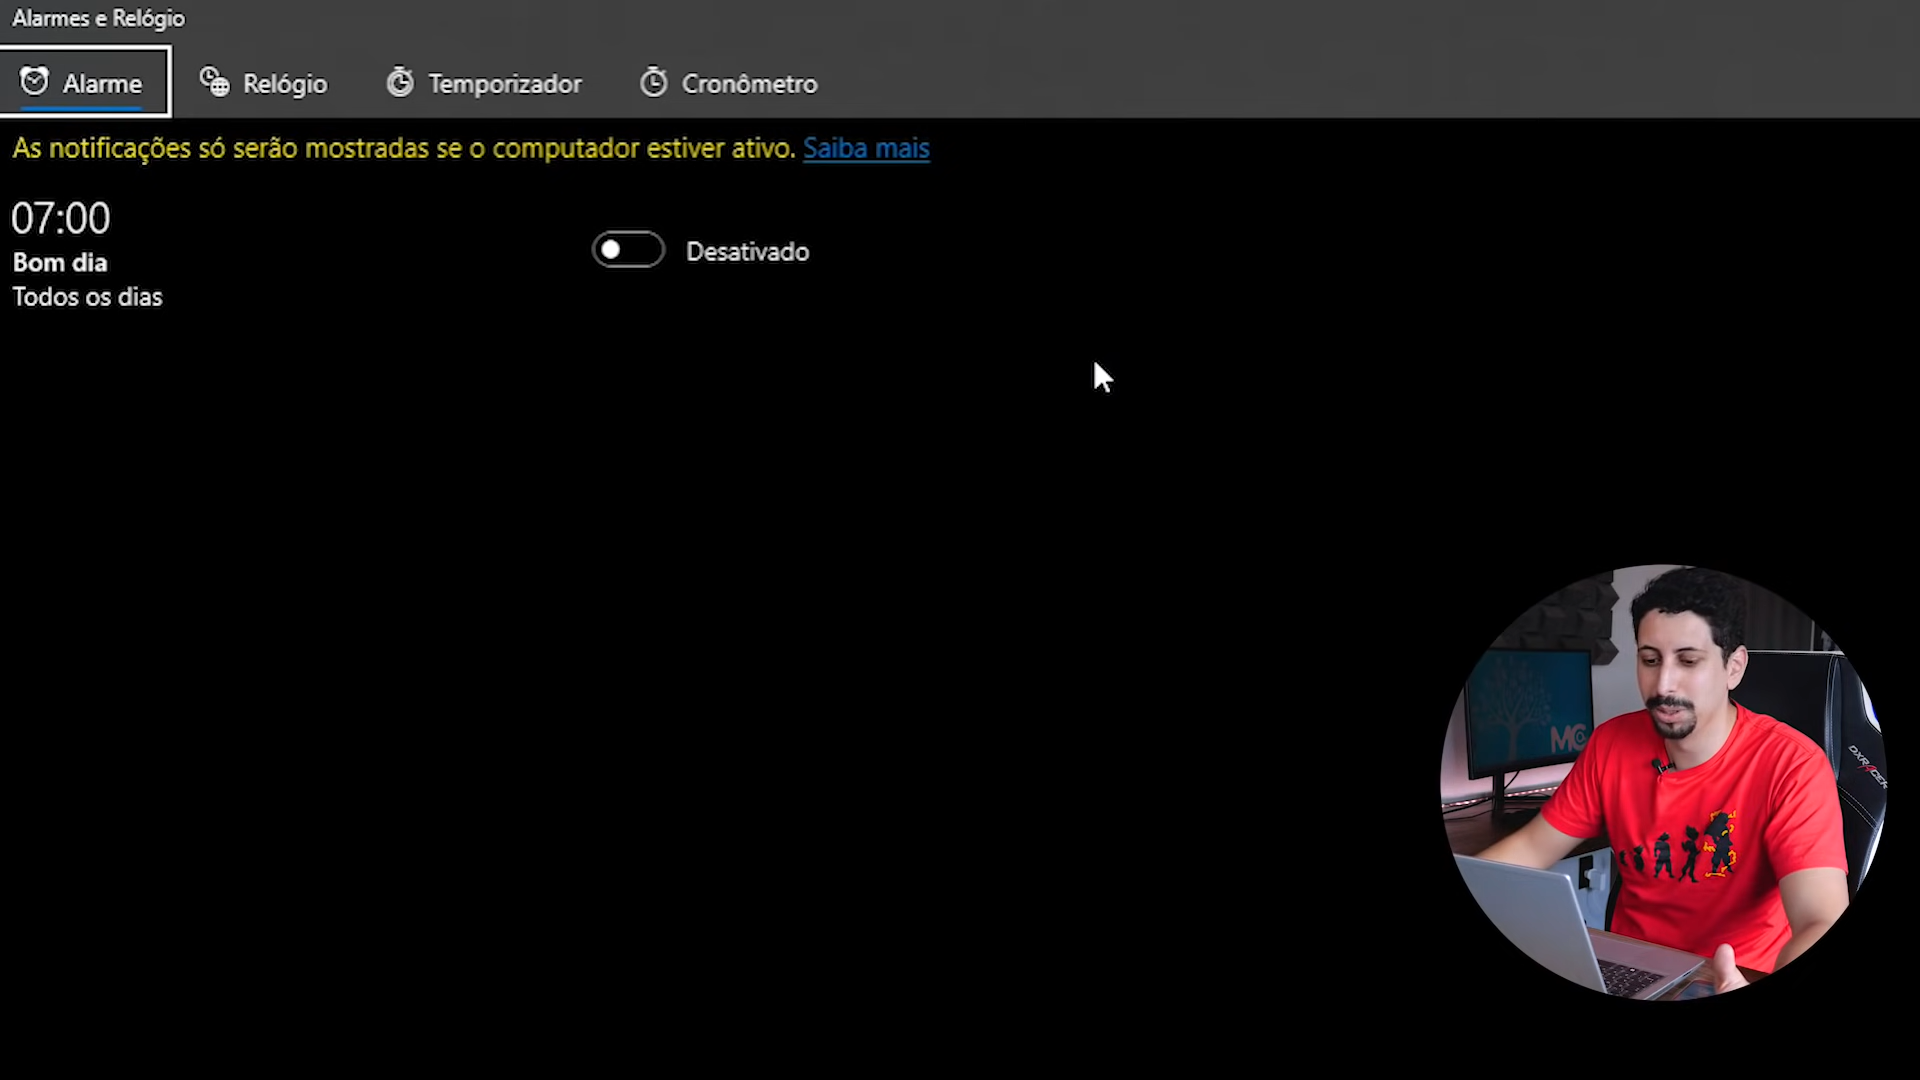 Alarmes e Relógio
Alarme
Relógio
Temporizador
Cronômetro
As notificações só serão mostradas se o computador estiver ativo. Saiba mais
07:00
Bom dia
Todos os dias
Desativado
MC
DXRACER